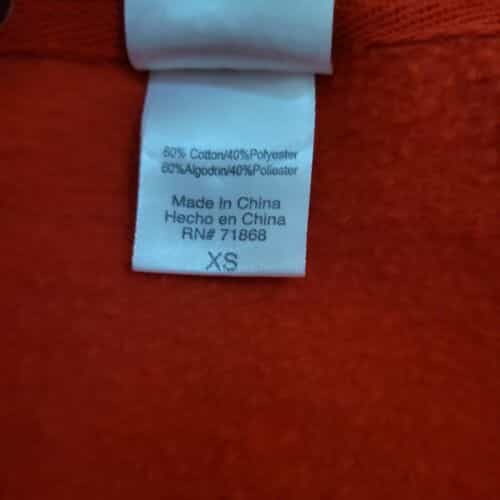 60% Cotton/40%Polyester
60%Algodon/40%Poliester
Made In China
Hecho en China
RN# 71868
XS